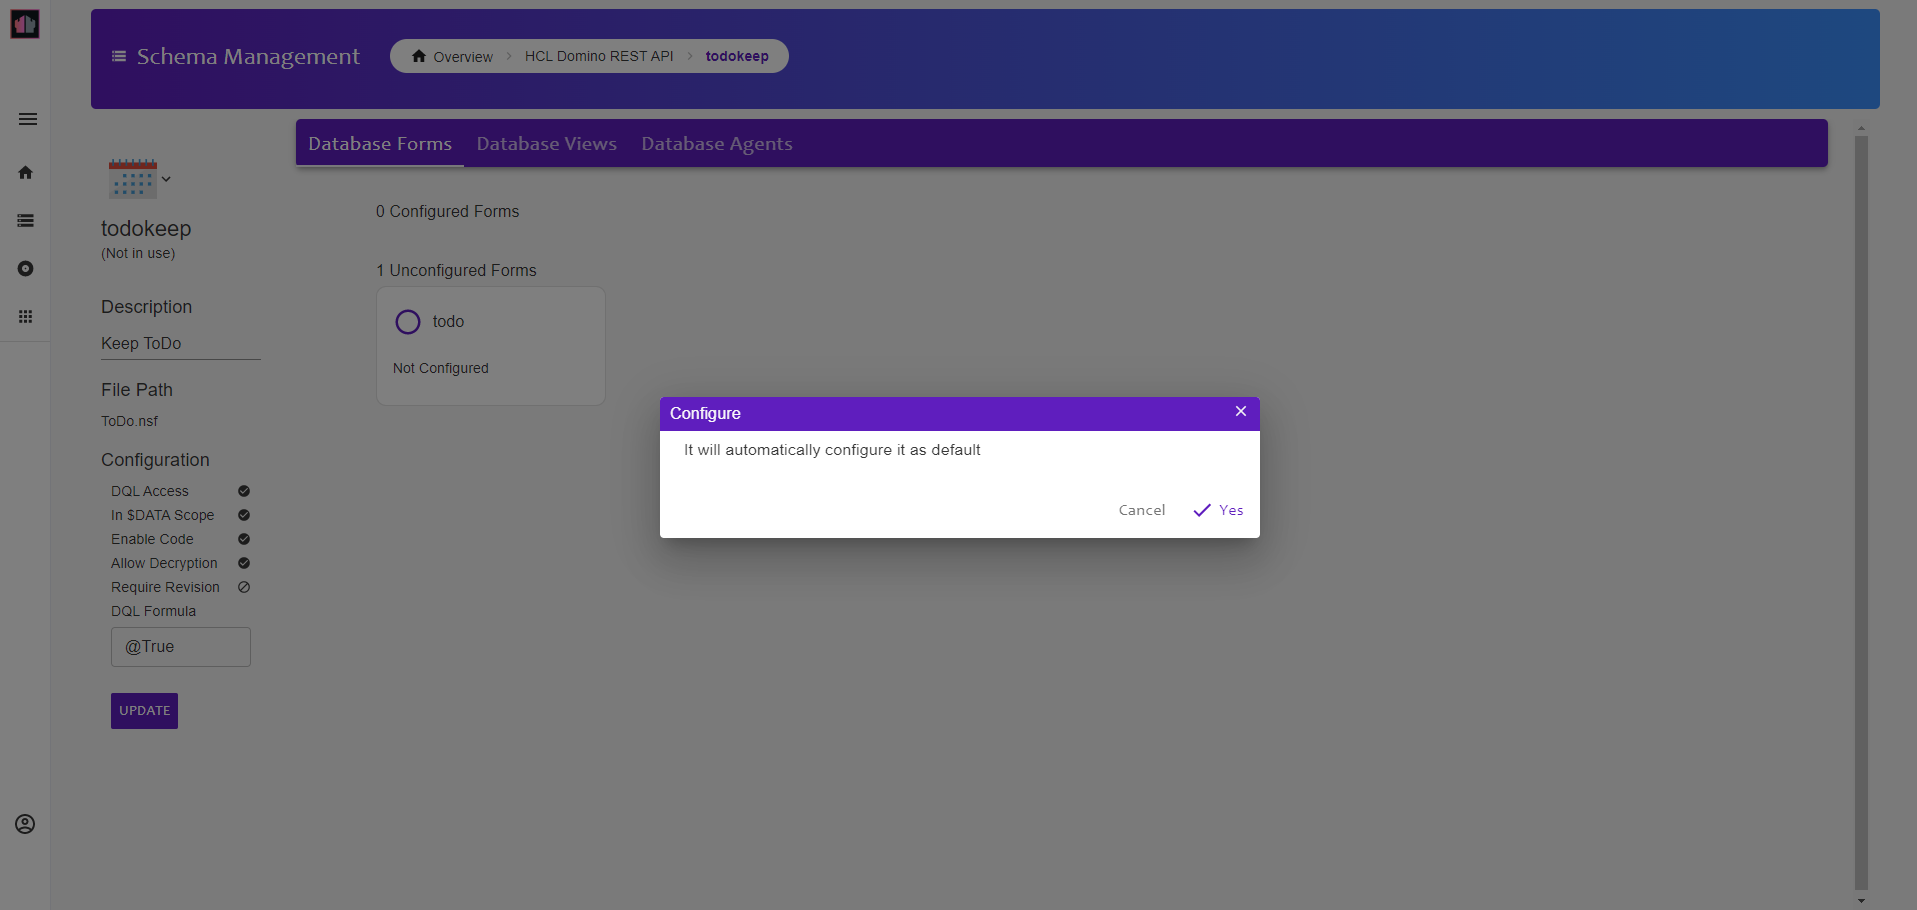 Schema Management
Overview > HCL Domino REST API > todokeep
Database Forms Database Views Database Agents
todokeep
(Not in use)
Description
Keep ToDo
File Path
ToDo.nsf
Configuration
DQL Access
In $DATA Scope
Enable Code
Allow Decryption
Require Revision
DQL Formula
@True
UPDATE
0 Configured Forms
1 Unconfigured Forms
todo
Not Configured
Configure
It will automatically configure it as default
Cancel Yes